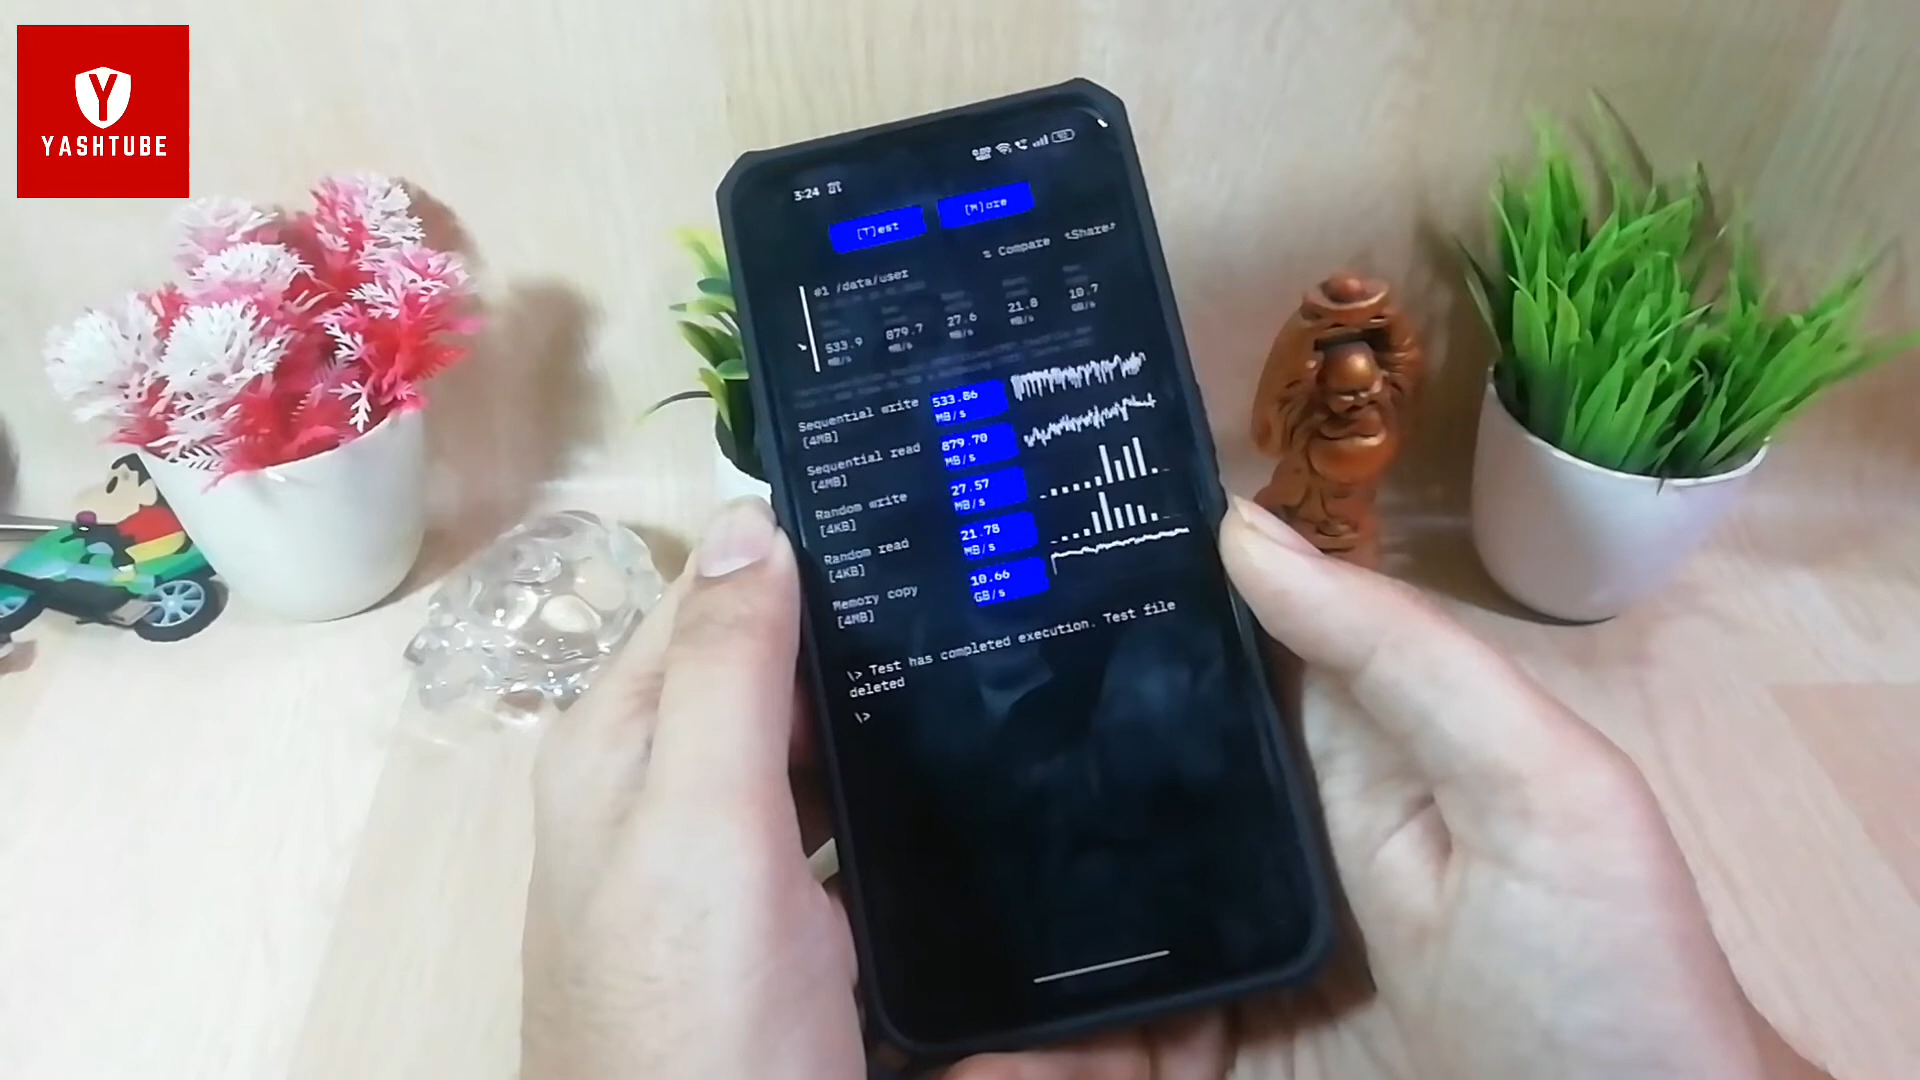 Y
YASHTUBE
3:24
[T]est
[M]ore
Compare
Share
#1 /data/user
533.9 879.7 27.6 21.8 10.7
MB/s MB/s MB/s MB/s GB/s
Sequential write
[4MB]
533.86
MB/s
Sequential read
[4MB]
879.70
MB/s
Random write
[4KB]
27.57
MB/s
Random read
[4KB]
21.78
MB/s
Memory copy
[4MB]
10.66
GB/s
\> Test has completed execution. Test file
deleted
\>